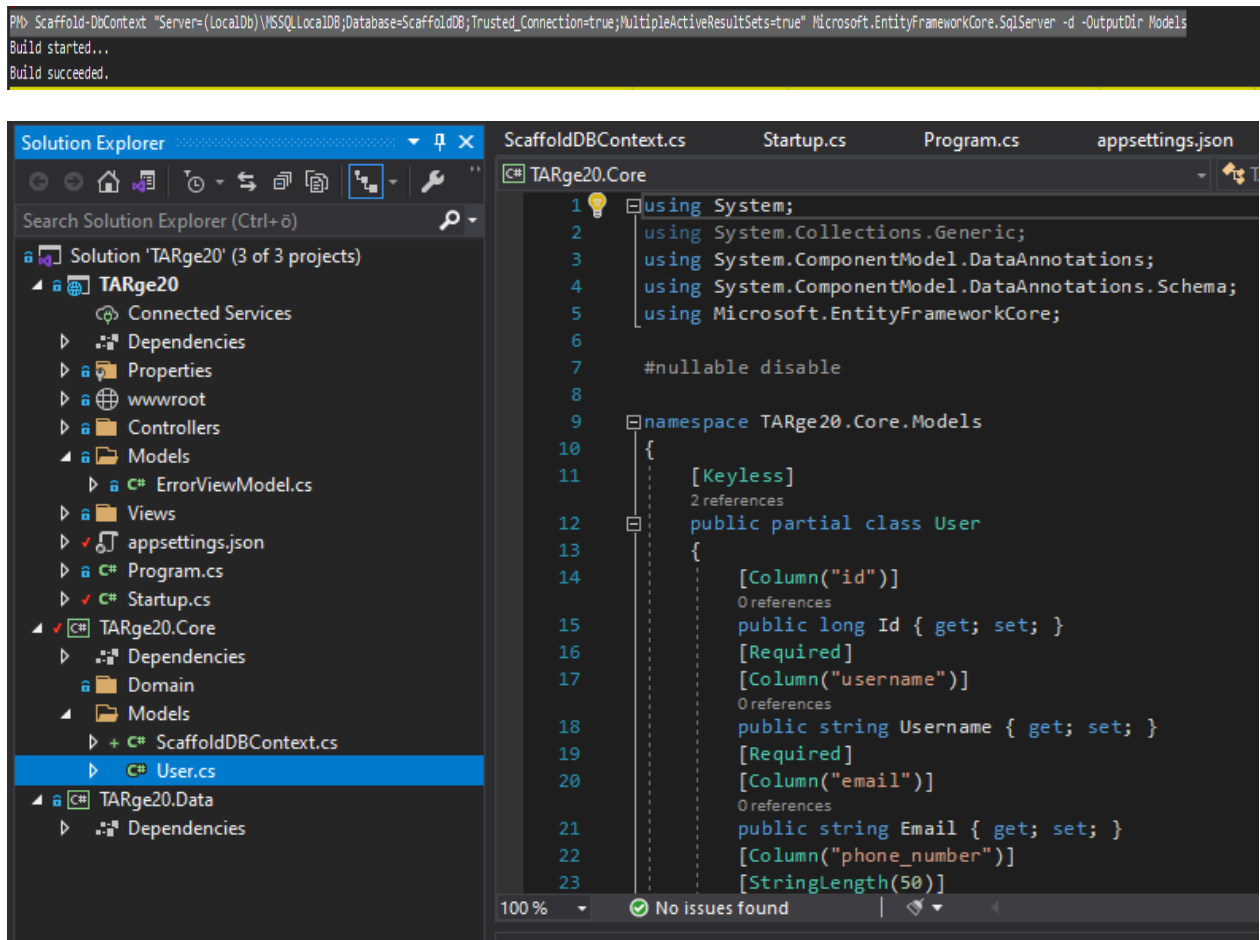 PM> Scaffold-DbContext "Server=(LocalDb)\MSSQLLocalDB;Database=ScaffoldDB;Trusted_Connection=true;MultipleActiveResultSets=true" Microsoft.EntityFrameworkCore.SqlServer -d -OutputDir Models
Build started...
Build succeeded.
Solution Explorer
Search Solution Explorer (Ctrl+ö)
Solution 'TARge20' (3 of 3 projects)
TARge20
Connected Services
Dependencies
Properties
wwwroot
Controllers
Models
C# ErrorViewModel.cs
Views
appsettings.json
C# Program.cs
C# Startup.cs
C# TARge20.Core
Dependencies
Domain
Models
+ C# ScaffoldDBContext.cs
C# User.cs
C# TARge20.Data
Dependencies
ScaffoldDBContext.cs Startup.cs Program.cs appsettings.json
C# TARge20.Core
1 using System;
2 using System.Collections.Generic;
3 using System.ComponentModel.DataAnnotations;
4 using System.ComponentModel.DataAnnotations.Schema;
5 using Microsoft.EntityFrameworkCore;
6
7 #nullable disable
8
9 namespace TARge20.Core.Models
10 {
11 [Keyless]
2 references
12 public partial class User
13 {
14 [Column("id")]
0 references
15 public long Id { get; set; }
16 [Required]
17 [Column("username")]
0 references
18 public string Username { get; set; }
19 [Required]
20 [Column("email")]
0 references
21 public string Email { get; set; }
22 [Column("phone_number")]
23 [StringLength(50)]
100 % No issues found